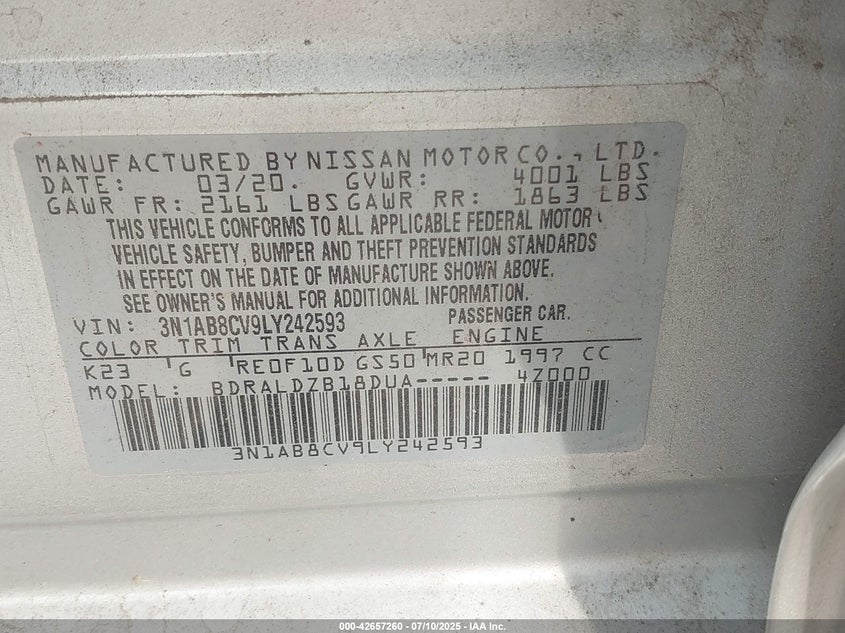 MANUFACTURED BY NISSAN MOTOR CO., LTD.
DATE: 03/20. GVWR: 4001 LBS
GAWR FR: 2161 LBS GAWR RR: 1863 LBS
THIS VEHICLE CONFORMS TO ALL APPLICABLE FEDERAL MOTOR
VEHICLE SAFETY, BUMPER AND THEFT PREVENTION STANDARDS
IN EFFECT ON THE DATE OF MANUFACTURE SHOWN ABOVE.
SEE OWNER'S MANUAL FOR ADDITIONAL INFORMATION.
VIN: 3N1AB8CV9LY242593 PASSENGER CAR.
COLOR TRIM TRANS AXLE ENGINE
K23 G RE0F10D GS50 MR20 1997 CC
MODEL: BDRALDZB18DUA----- 4Z000
3N1AB8CV9LY242593
000-42657260 - 07/10/2025 - IAA Inc.